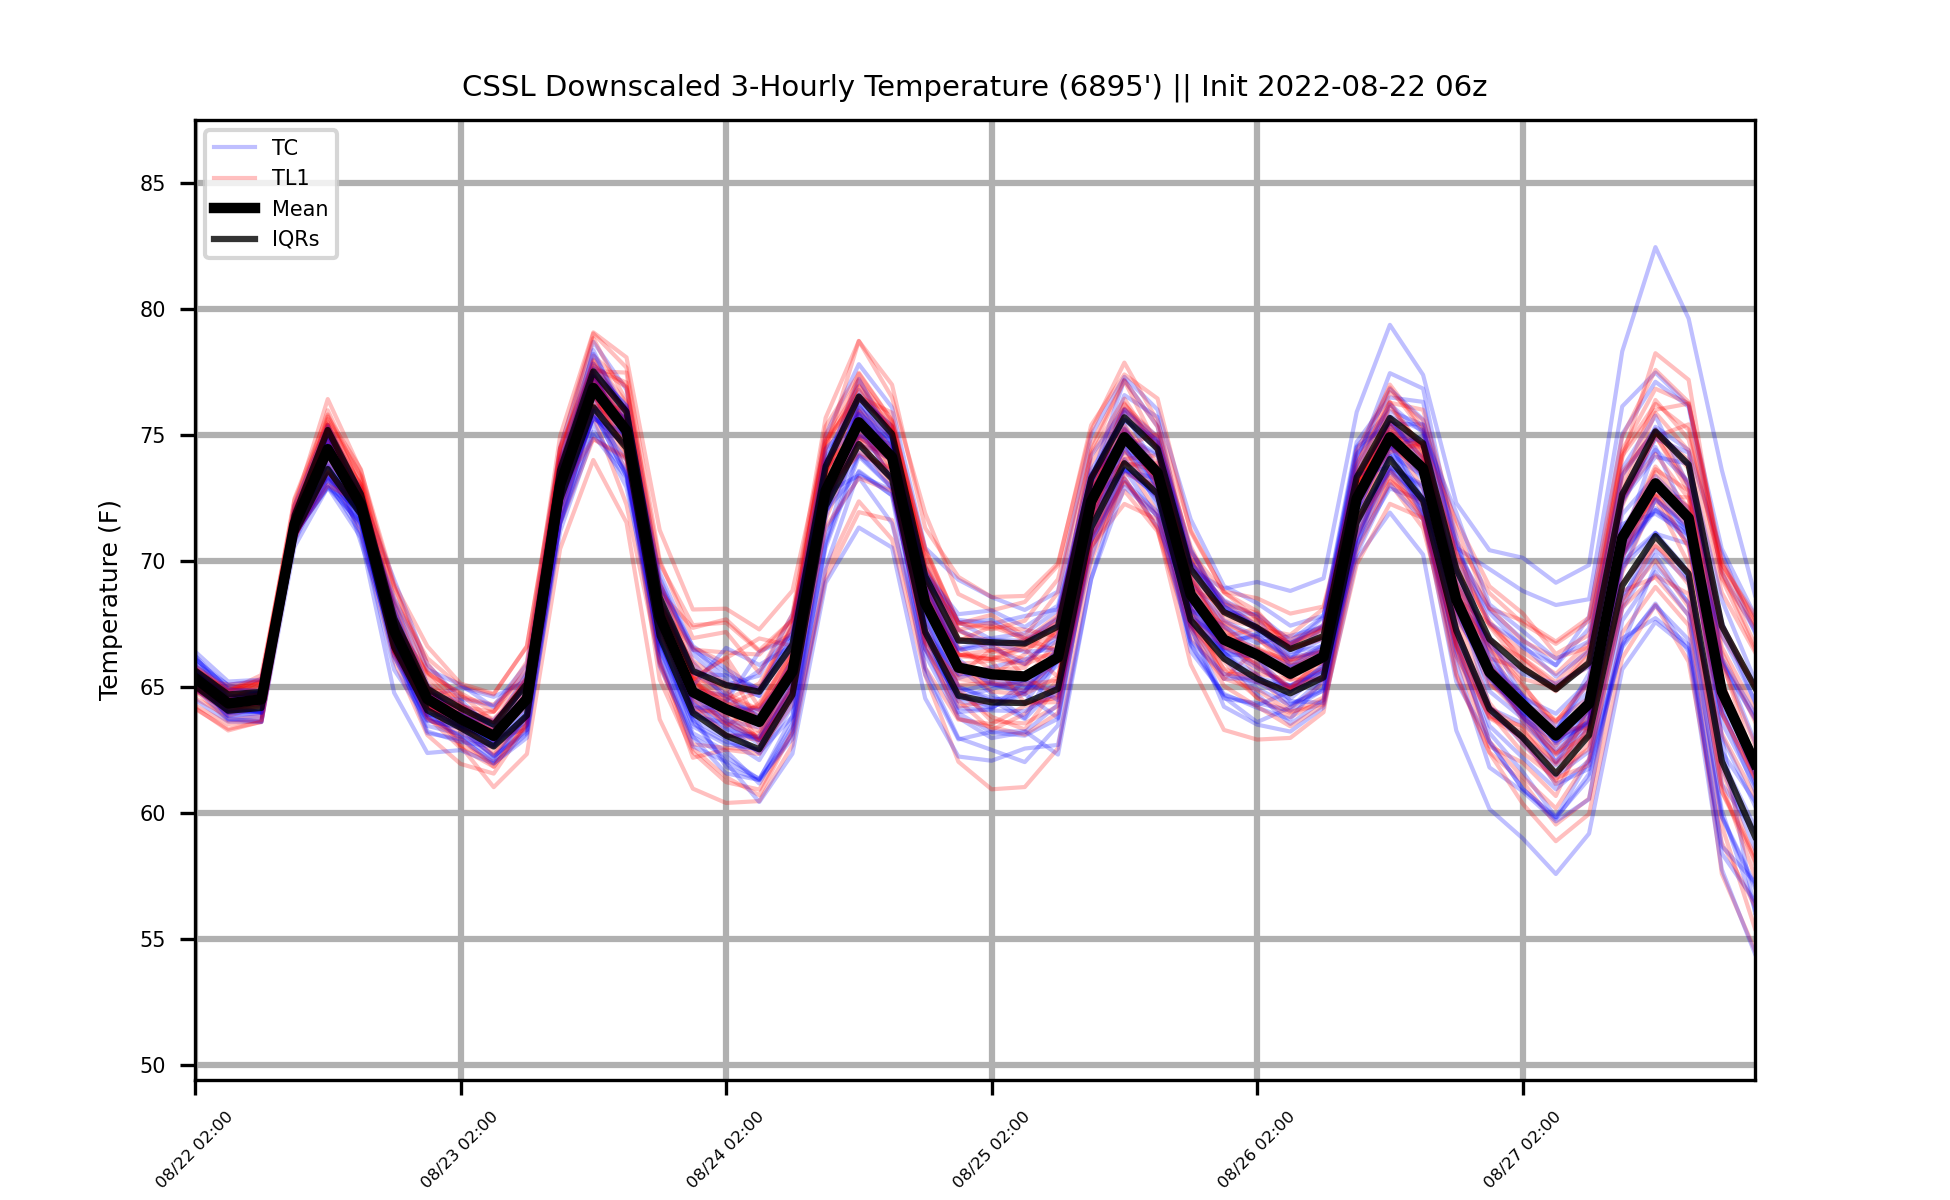 CSSL Downscaled 3-Hourly Temperature (6895') || Init 2022-08-22 06z
TC
TL1
Mean
IQRs
Temperature (F)
85
80
75
70
65
60
55
50
08/22 02:00
08/23 02:00
08/24 02:00
08/25 02:00
08/26 02:00
08/27 02:00